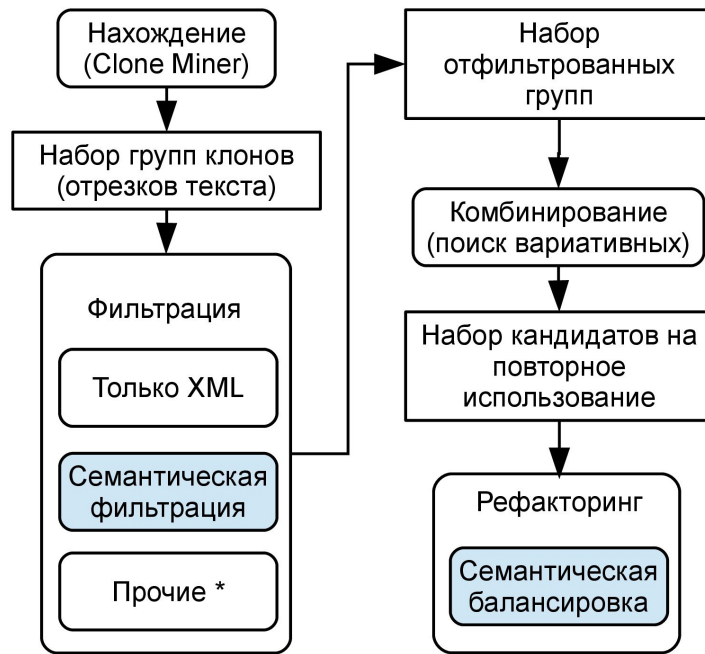 Нахождение
(Clone Miner)
Набор групп клонов
(отрезков текста)
Фильтрация
Только XML
Семантическая
фильтрация
Прочие *
Набор
отфильтрованных
групп
Комбинирование
(поиск вариативных)
Набор кандидатов на
повторное
использование
Рефакторинг
Семантическая
балансировка